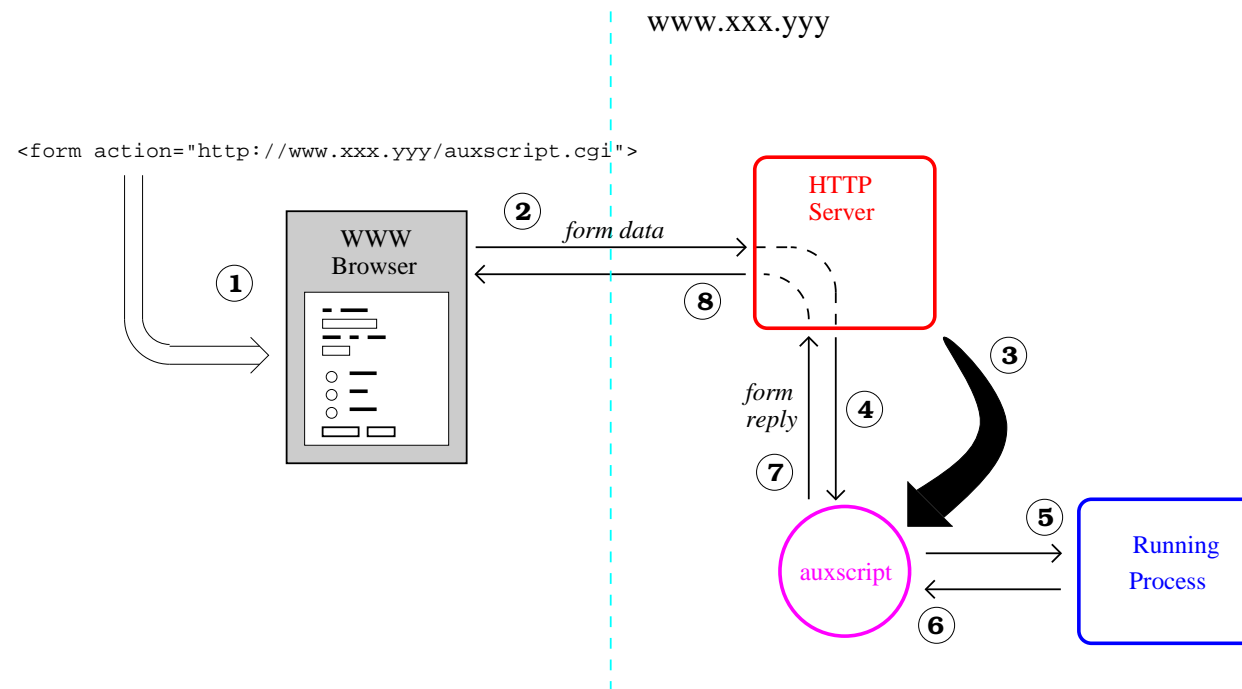 www.xxx.yyy
<form action="http://www.xxx.yyy/auxscript.cgi">
HTTP
Server
2
form data
WWW
Browser
1
8
3
form
reply
4
7
5
Running
Process
auxscript
6